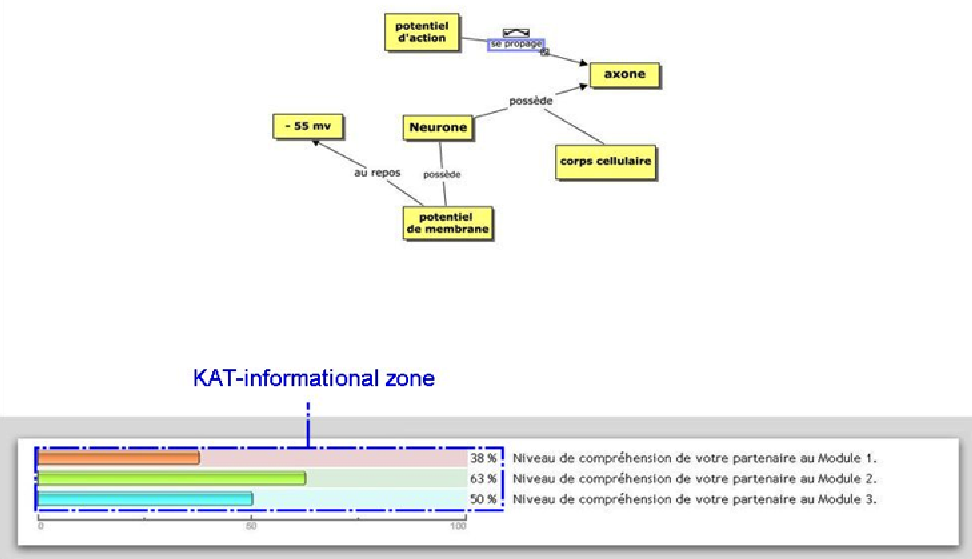 potentiel
d'action
se propage
axone
possède
- 55 mv
Neurone
corps cellulaire
au repos
possède
potentiel
de membrane
KAT-informational zone
38 % Niveau de compréhension de votre partenaire au Module 1.
63 % Niveau de compréhension de votre partenaire au Module 2.
50 % Niveau de compréhension de votre partenaire au Module 3.
0 50 100